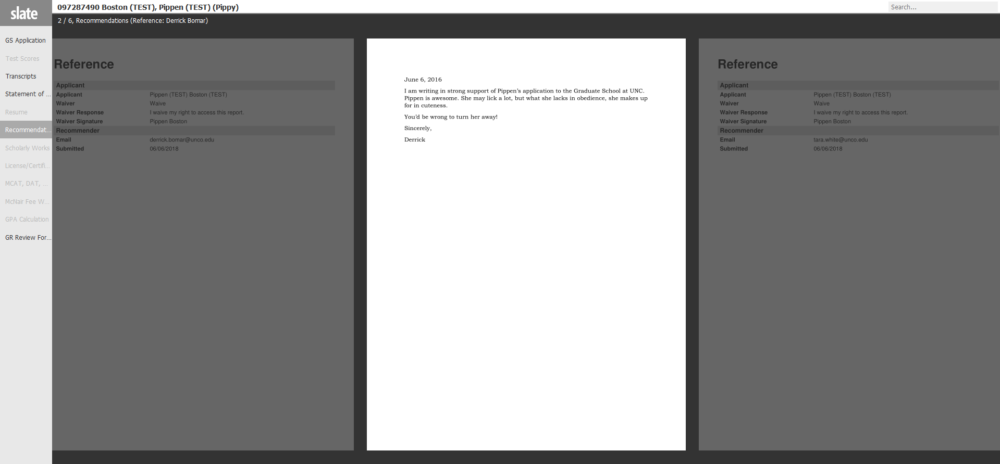 slate
097287490 Boston (TEST), Pippen (TEST) (Pippy)
Search...
2 / 6, Recommendations (Reference: Derrick Bomar)
GS Application
Test Scores
Transcripts
Statement of ...
Resume
Recommendat...
Scholarly Works
License/Certifi...
MCAT, DAT, ...
McNair Fee W...
GPA Calculation
GR Review For...
Reference
Applicant
Applicant Pippen (TEST) Boston (TEST)
Waiver Waive
Waiver Response I waive my right to access this report.
Waiver Signature Pippen Boston
Recommender
Email derrick.bomar@unco.edu
Submitted 06/06/2018
June 6, 2016
I am writing in strong support of Pippen's application to the Graduate School at UNC.
Pippen is awesome. She may lick a lot, but what she lacks in obedience, she makes up
for in cuteness.
You'd be wrong to turn her away!
Sincerely,
Derrick
Reference
Applicant
Applicant Pippen (TEST) Boston (TEST)
Waiver Waive
Waiver Response I waive my right to access this report.
Waiver Signature Pippen Boston
Recommender
Email tara.white@unco.edu
Submitted 06/06/2018